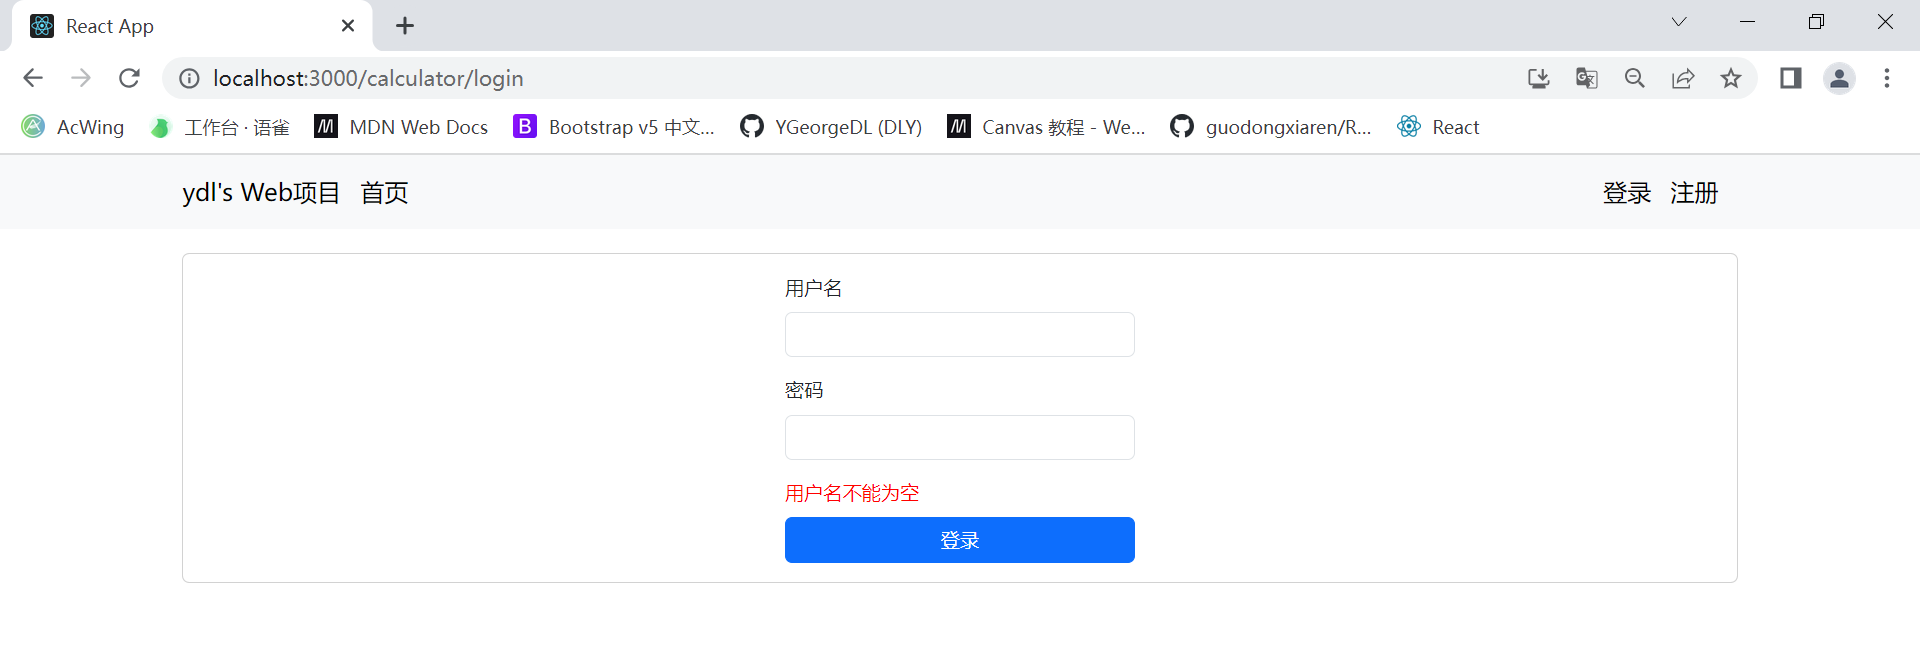 React App
localhost:3000/calculator/login
AcWing 工作台 · 语雀 MDN Web Docs Bootstrap v5 中文... YGeorgeDL (DLY) Canvas 教程 - We... guodongxiaren/R... React
ydl's Web项目 首页 登录 注册
用户名
密码
用户名不能为空
登录